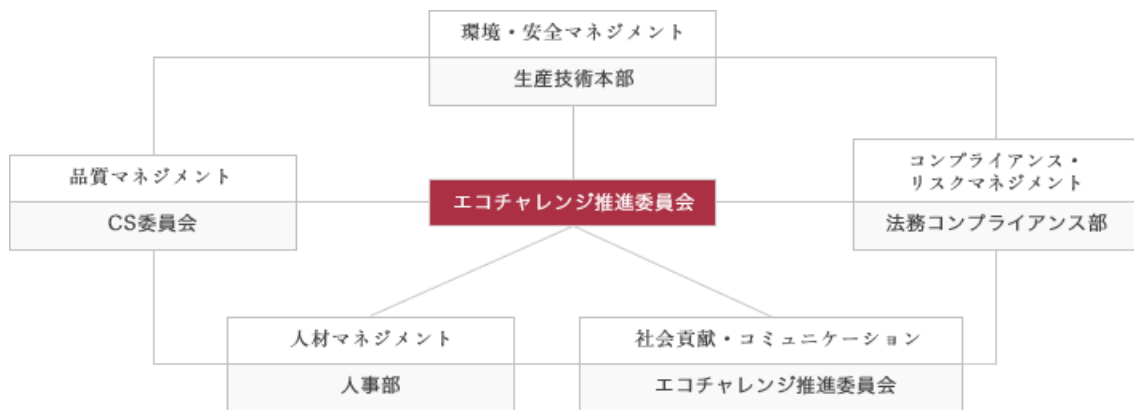 環境・安全マネジメント
生産技術本部
品質マネジメント
CS委員会
エコチャレンジ推進委員会
コンプライアンス・
リスクマネジメント
法務コンプライアンス部
人材マネジメント
人事部
社会貢献・コミュニケーション
エコチャレンジ推進委員会